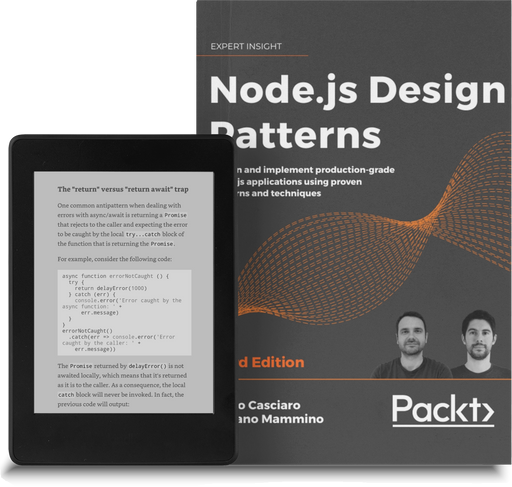 EXPERT INSIGHT
Node.js Design
Patterns
n and implement production-grade
js applications using proven
rns and techniques
d Edition
o Casciaro
ano Mammino
Packt>
The "return" versus "return await" trap
One common antipattern when dealing with
errors with async/await is returning a Promise
that rejects to the caller and expecting the error
to be caught by the local try...catch block of
the function that is returning the Promise.
For example, consider the following code:
async function errorNotCaught () {
try {
return delayError(1000)
} catch (err) {
console.error('Error caught by the
async function: ' +
err.message)
}
}
errorNotCaught()
.catch(err => console.error('Error
caught by the caller: ' +
err.message))
The Promise returned by delayError() is not
awaited locally, which means that it's returned
as it is to the caller. As a consequence, the local
catch block will never be invoked. In fact, the
previous code will output: